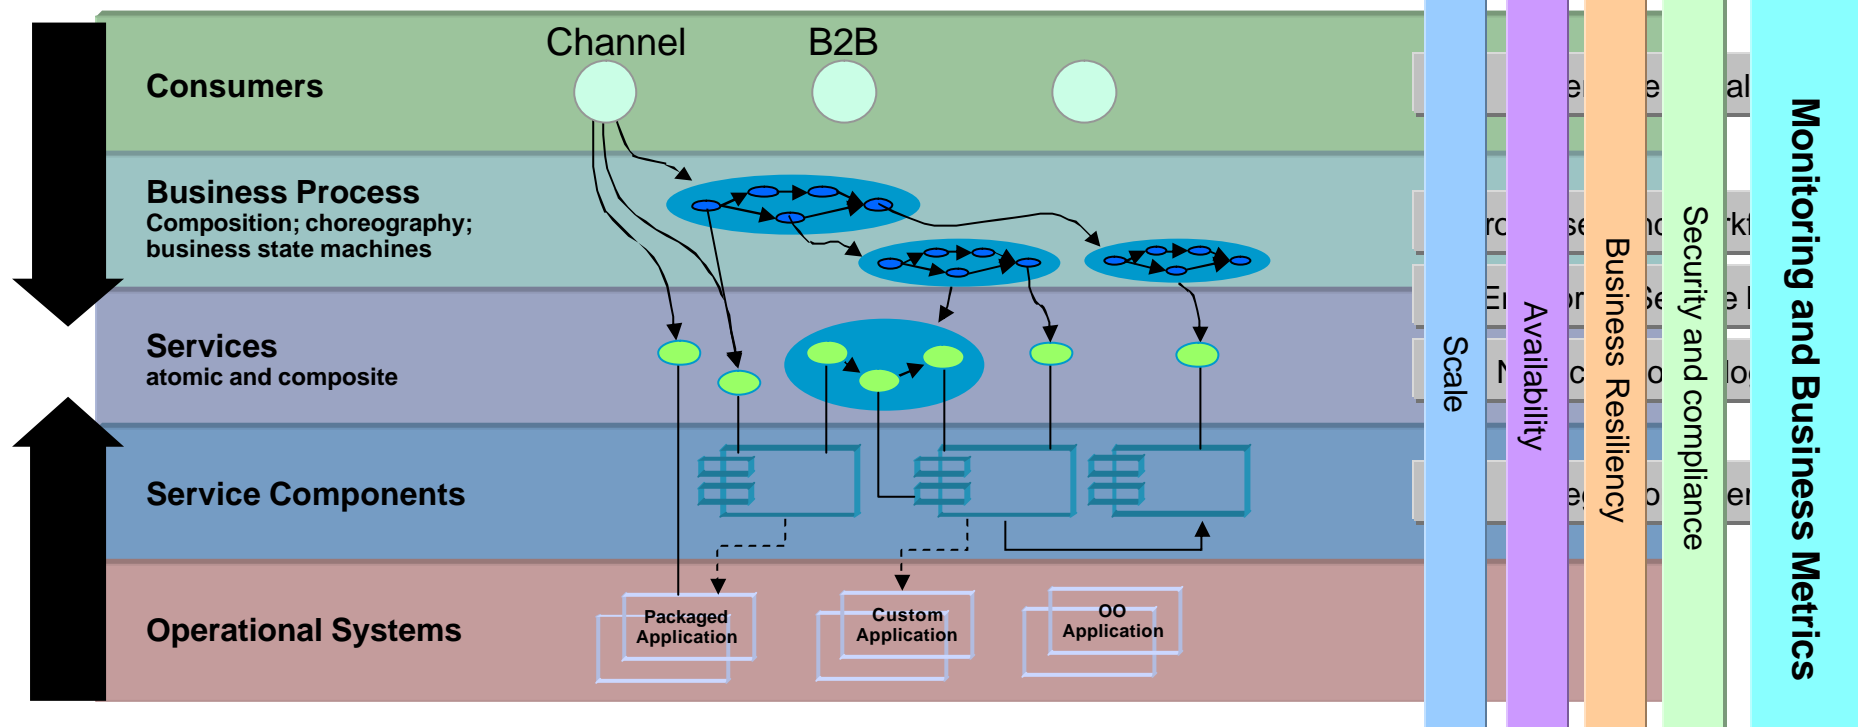 Channel
B2B
Consumers
Business Process
Composition; choreography;
business state machines
Services
atomic and composite
Service Components
Operational Systems
Packaged
Application
Custom
Application
OO
Application
Scale
Availability
Business Resiliency
Security and compliance
Monitoring and Business Metrics